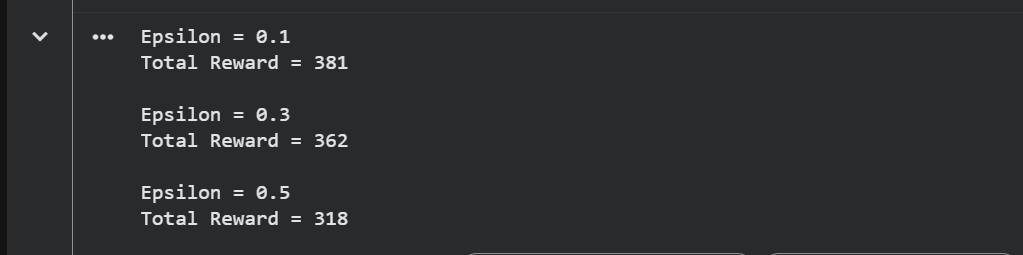 Epsilon = 0.1
Total Reward = 381
Epsilon = 0.3
Total Reward = 362
Epsilon = 0.5
Total Reward = 318